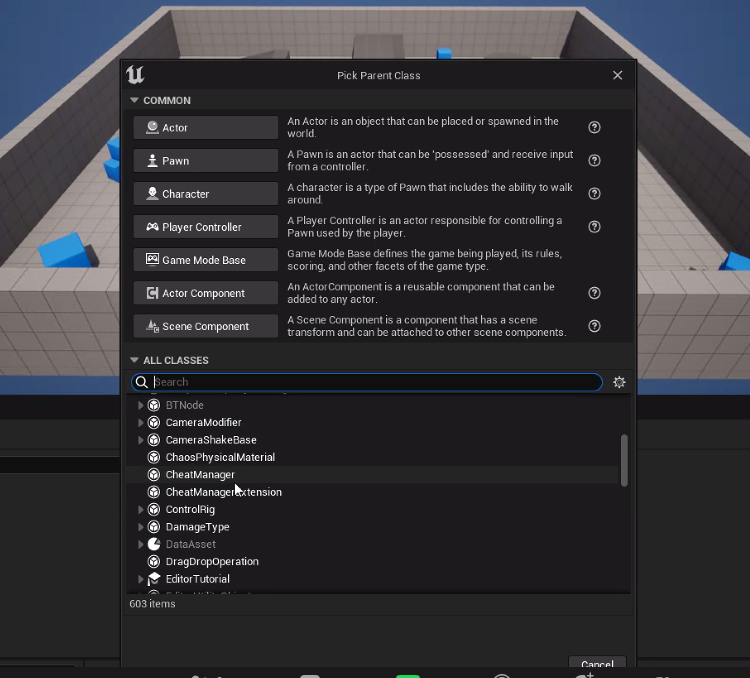 Pick Parent Class
COMMON
Actor
An Actor is an object that can be placed or spawned in the
world.
Pawn
A Pawn is an actor that can be 'possessed' and receive input
from a controller.
Character
A character is a type of Pawn that includes the ability to walk
around.
Player Controller
A Player Controller is an actor responsible for controlling a
Pawn used by the player.
Game Mode Base
Game Mode Base defines the game being played, its rules,
scoring, and other facets of the game type.
Actor Component
An ActorComponent is a reusable component that can be
added to any actor.
Scene Component
A Scene Component is a component that has a scene
transform and can be attached to other scene components.
ALL CLASSES
Search
BTNode
CameraModifier
CameraShakeBase
ChaosPhysicalMaterial
CheatManager
CheatManagerExtension
ControlRig
DamageType
DataAsset
DragDropOperation
EditorTutorial
603 items
Cancel